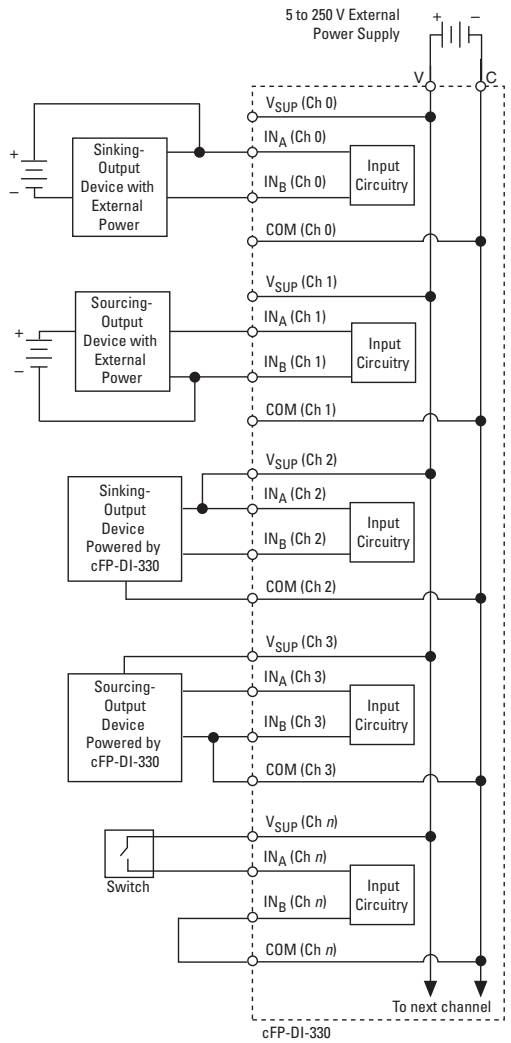 5 to 250 V External
Power Supply
+ −
V C
VSUP (Ch 0)
INA (Ch 0)
INB (Ch 0)
COM (Ch 0)
Input
Circuitry
+
−
Sinking-
Output
Device with
External
Power
VSUP (Ch 1)
INA (Ch 1)
INB (Ch 1)
COM (Ch 1)
Input
Circuitry
+
−
Sourcing-
Output
Device with
External
Power
VSUP (Ch 2)
INA (Ch 2)
INB (Ch 2)
COM (Ch 2)
Input
Circuitry
Sinking-
Output
Device
Powered by
cFP-DI-330
VSUP (Ch 3)
INA (Ch 3)
INB (Ch 3)
COM (Ch 3)
Input
Circuitry
Sourcing-
Output
Device
Powered by
cFP-DI-330
VSUP (Ch n)
INA (Ch n)
INB (Ch n)
COM (Ch n)
Input
Circuitry
Switch
To next channel
cFP-DI-330